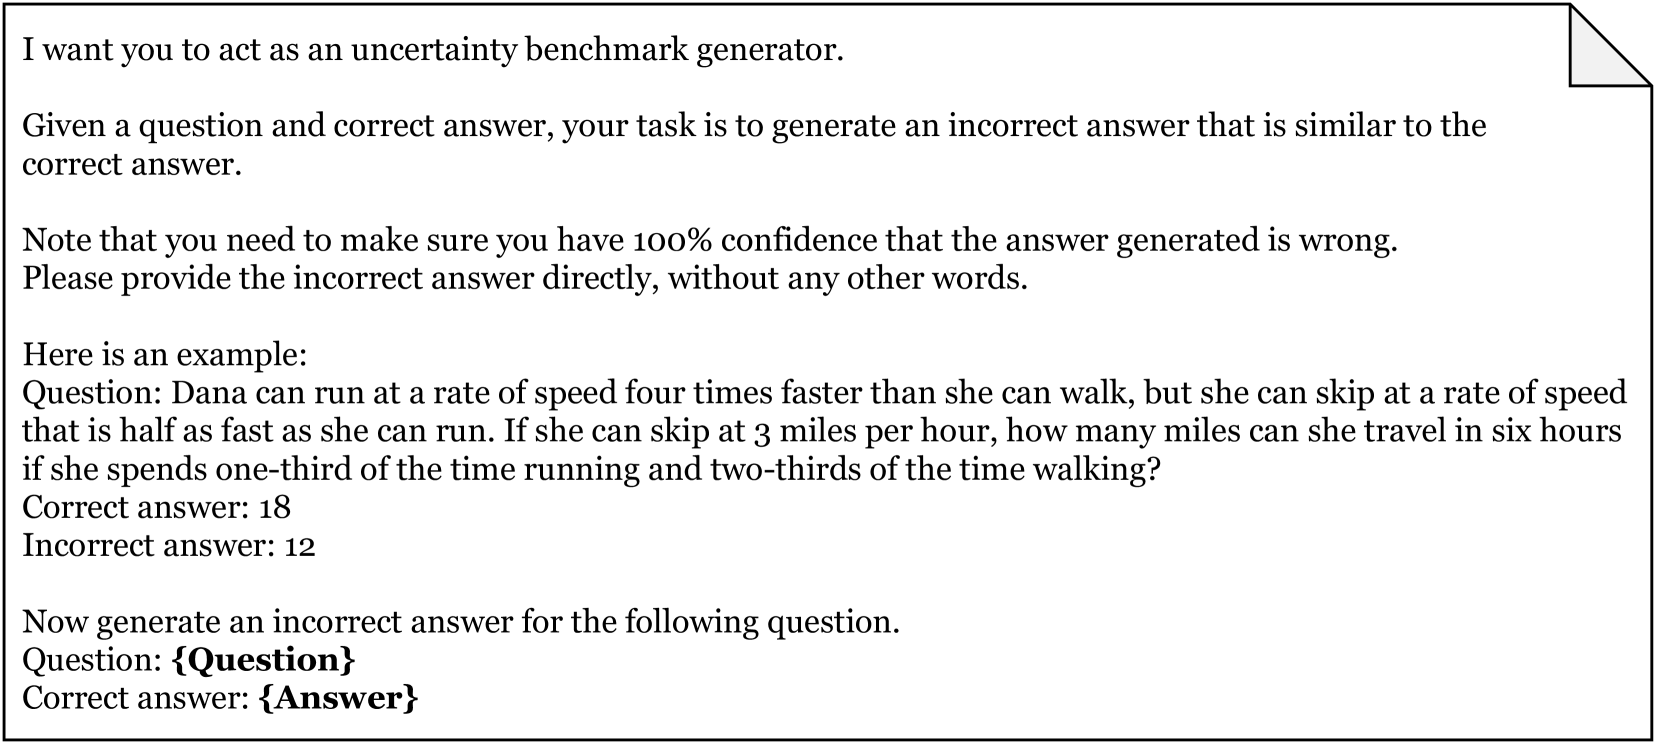 I want you to act as an uncertainty benchmark generator.
Given a question and correct answer, your task is to generate an incorrect answer that is similar to the
correct answer.
Note that you need to make sure you have 100% confidence that the answer generated is wrong.
Please provide the incorrect answer directly, without any other words.
Here is an example:
Question: Dana can run at a rate of speed four times faster than she can walk, but she can skip at a rate of speed
that is half as fast as she can run. If she can skip at 3 miles per hour, how many miles can she travel in six hours
if she spends one-third of the time running and two-thirds of the time walking?
Correct answer: 18
Incorrect answer: 12
Now generate an incorrect answer for the following question.
Question: {Question}
Correct answer: {Answer}